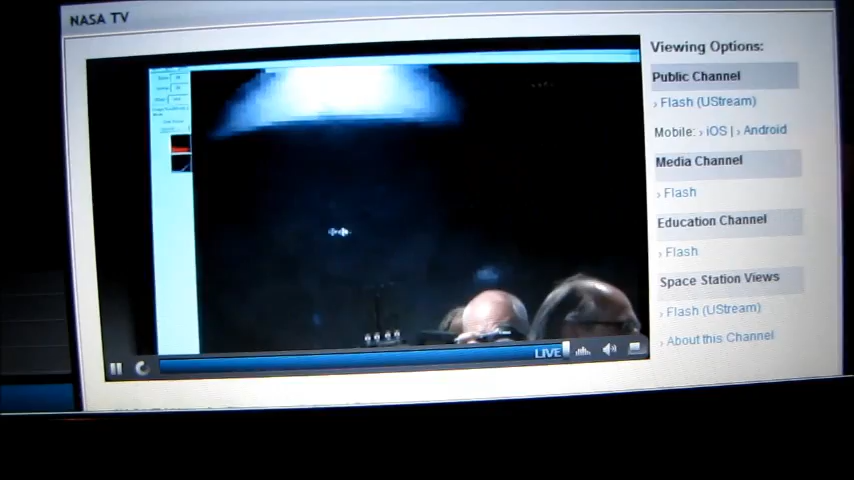 NASA TV
Viewing Options:
Public Channel
› Flash (UStream)
Mobile: › iOS | › Android
Media Channel
› Flash
Education Channel
› Flash
Space Station Views
› Flash (UStream)
› About this Channel
LIVE